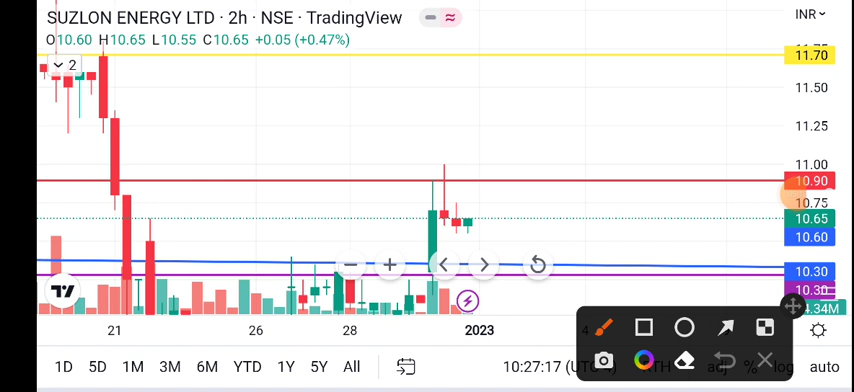 SUZLON ENERGY LTD · 2h · NSE · TradingView
INR
O10.60 H10.65 L10.55 C10.65 +0.05 (+0.47%)
2
11.70
11.50
11.25
11.00
10.90
10.75
10.65
10.60
10.30
10.30
4.34M
21 26 28 2023
1D 5D 1M 3M 6M YTD 1Y 5Y All 10:27:17 (UTC adj % log auto